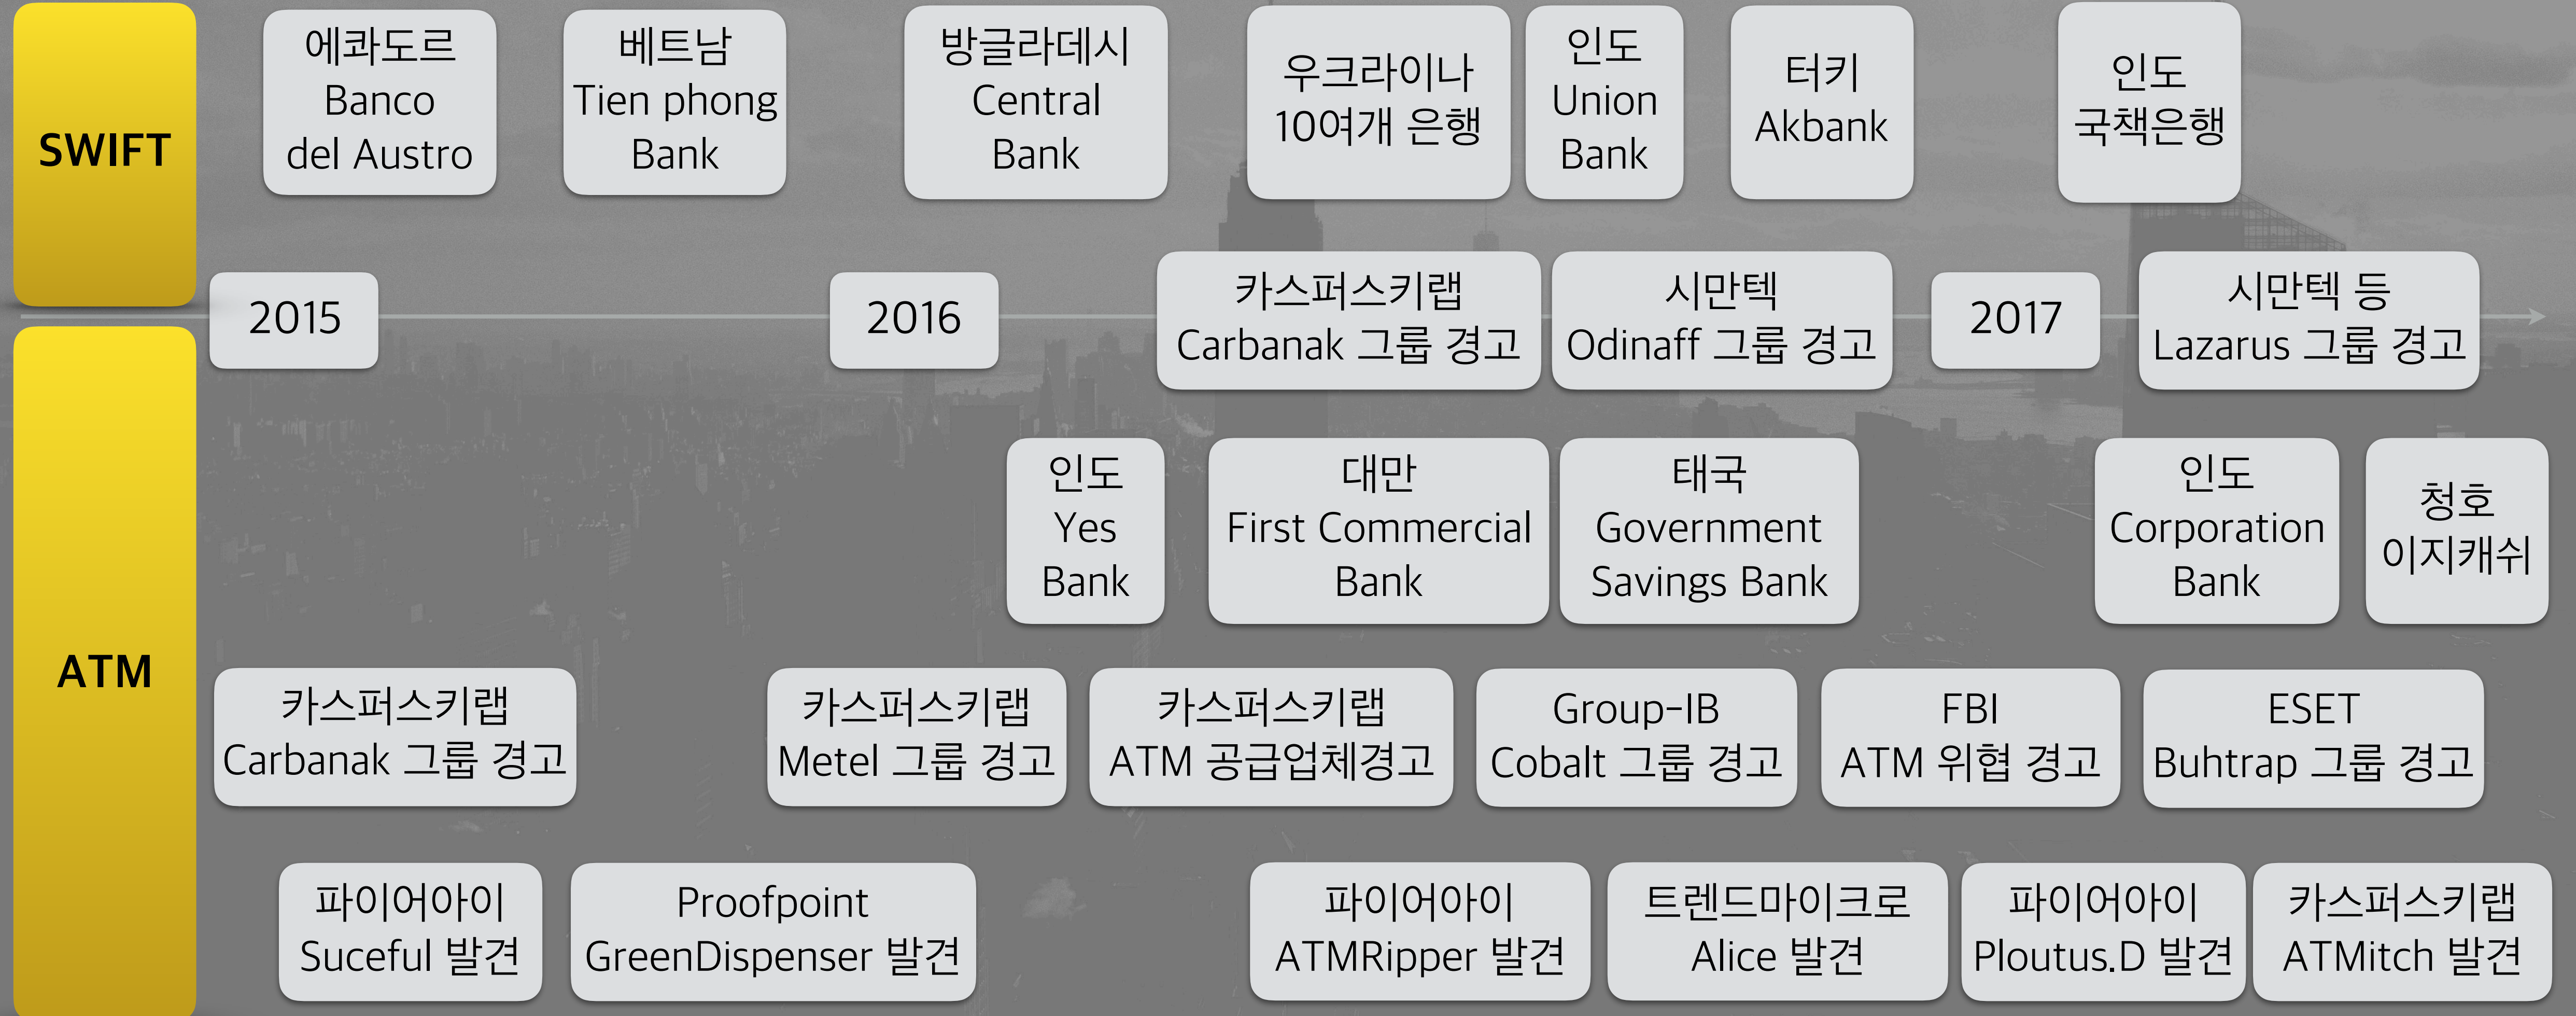 SWIFT
에콰도르
Banco
del Austro
베트남
Tien phong
Bank
방글라데시
Central
Bank
우크라이나
10여개 은행
인도
Union
Bank
터키
Akbank
인도
국책은행
2015
2016
카스퍼스키랩
Carbanak 그룹 경고
시만텍
Odinaff 그룹 경고
2017
시만텍 등
Lazarus 그룹 경고
ATM
인도
Yes
Bank
대만
First Commercial
Bank
태국
Government
Savings Bank
인도
Corporation
Bank
청호
이지캐쉬
카스퍼스키랩
Carbanak 그룹 경고
카스퍼스키랩
Metel 그룹 경고
카스퍼스키랩
ATM 공급업체경고
Group-IB
Cobalt 그룹 경고
FBI
ATM 위협 경고
ESET
Buhtrap 그룹 경고
파이어아이
Suceful 발견
Proofpoint
GreenDispenser 발견
파이어아이
ATMRipper 발견
트렌드마이크로
Alice 발견
파이어아이
Ploutus.D 발견
카스퍼스키랩
ATMitch 발견